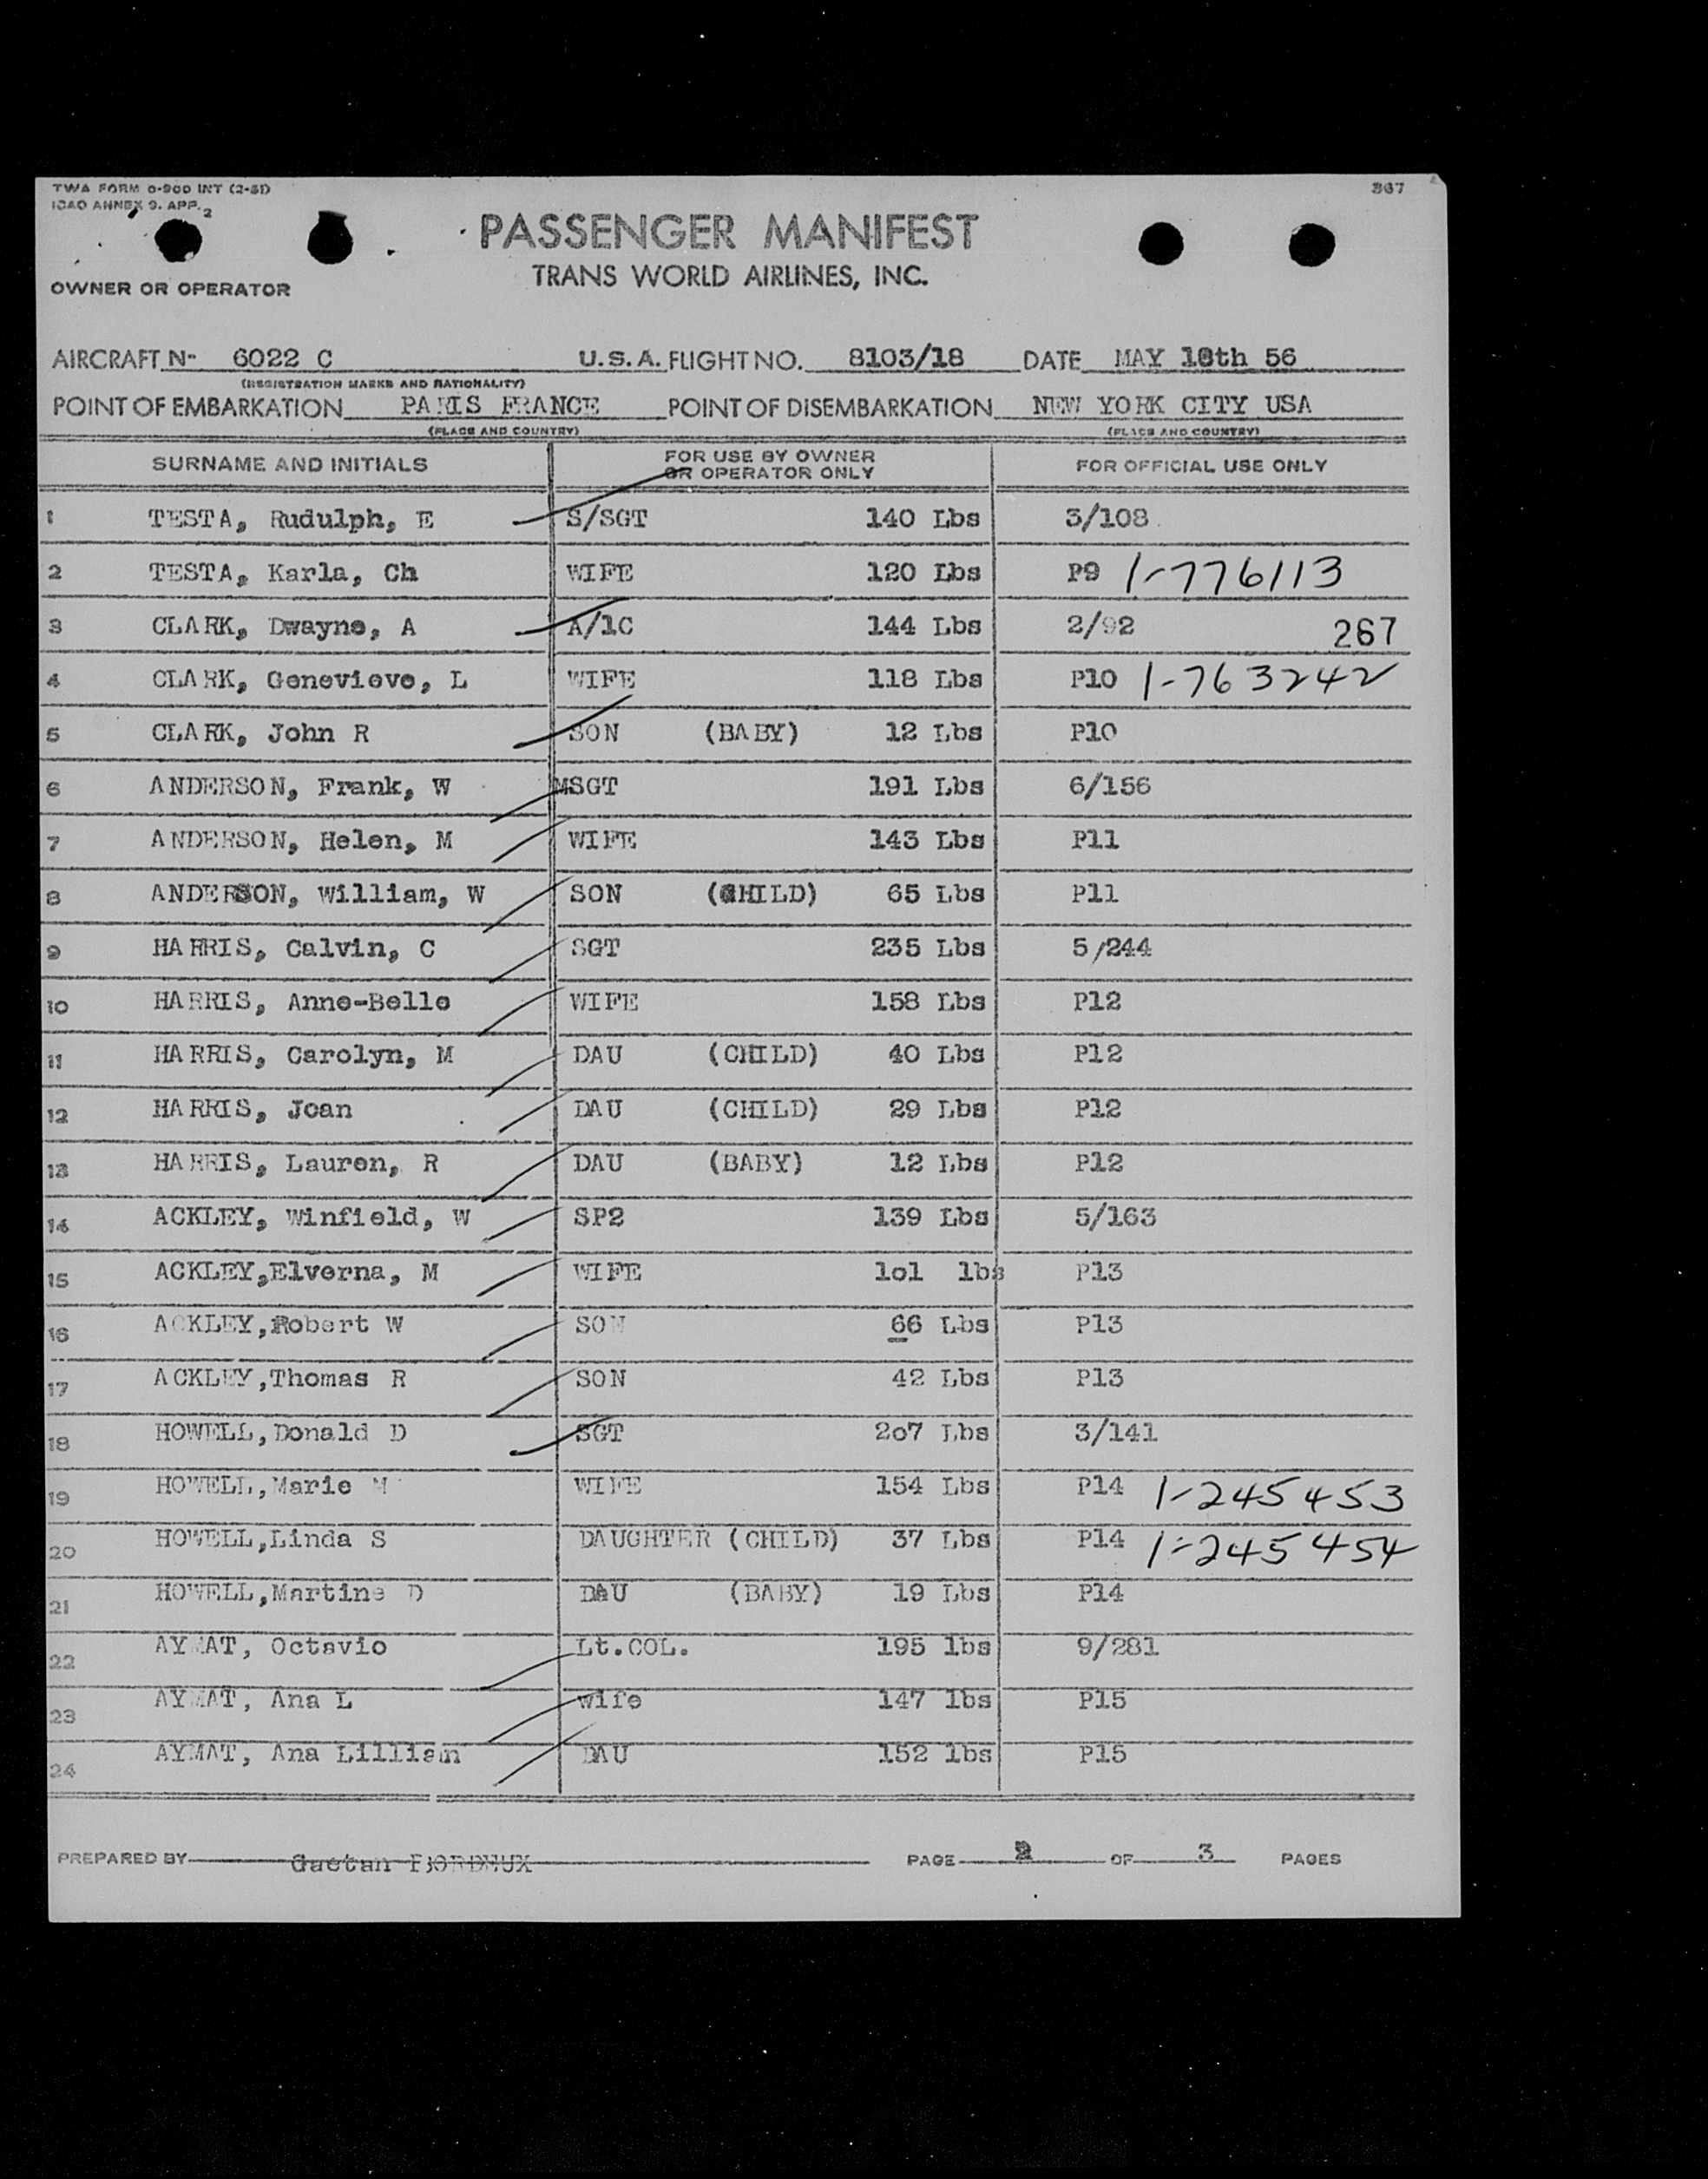 TWA FORM 0-900 INT (2-51)
367
ICAO ANNEX 9. APP. 2
PASSENGER MANIFEST
TRANS WORLD AIRLINES, INC.
OWNER OR OPERATOR
AIRCRAFT N- 6022 C U.S.A. FLIGHT NO. 8103/18 DATE MAY 18th 56
(REGISTRATION MARKS AND NATIONALITY)
POINT OF EMBARKATION PARIS FRANCE POINT OF DISEMBARKATION NEW YORK CITY USA
(PLACE AND COUNTRY) (PLACE AND COUNTRY)
SURNAME AND INITIALS FOR USE BY OWNER OR OPERATOR ONLY FOR OFFICIAL USE ONLY
1 TESTA, Rudulph, E S/SGT 140 Lbs 3/108
2 TESTA, Karla, Ch WIFE 120 Lbs P9 1-776113
3 CLARK, Dwayne, A A/1C 144 Lbs 2/92 267
4 CLARK, Genevieve, L WIFE 118 Lbs P10 1-763242
5 CLARK, John R SON (BABY) 12 Lbs P10
6 ANDERSON, Frank, W MSGT 191 Lbs 6/156
7 ANDERSON, Helen, M WIFE 143 Lbs P11
8 ANDERSON, William, W SON (CHILD) 65 Lbs P11
9 HARRIS, Calvin, C SGT 235 Lbs 5/244
10 HARRIS, Anne-Belle WIFE 158 Lbs P12
11 HARRIS, Carolyn, M DAU (CHILD) 40 Lbs P12
12 HARRIS, Joan DAU (CHILD) 29 Lbs P12
13 HARRIS, Lauren, R DAU (BABY) 12 Lbs P12
14 ACKLEY, Winfield, W SP2 139 Lbs 5/163
15 ACKLEY,Elverna, M WIFE 1o1 lbs P13
16 ACKLEY,Robert W SON 66 Lbs P13
17 ACKLEY,Thomas R SON 42 Lbs P13
18 HOWELL,Donald D SGT 2o7 Lbs 3/141
19 HOWELL,Marie M WIFE 154 Lbs P14 1-245453
20 HOWELL,Linda S DAUGHTER (CHILD) 37 Lbs P14 1-245454
21 HOWELL,Martine D DAU (BABY) 19 Lbs P14
22 AYMAT, Octavio Lt.COL. 195 lbs 9/281
23 AYMAT, Ana L wife 147 lbs P15
24 AYMAT, Ana Lillian DAU 152 lbs P15
PREPARED BY Gaetan PAGE 2 OF 3 PAGES